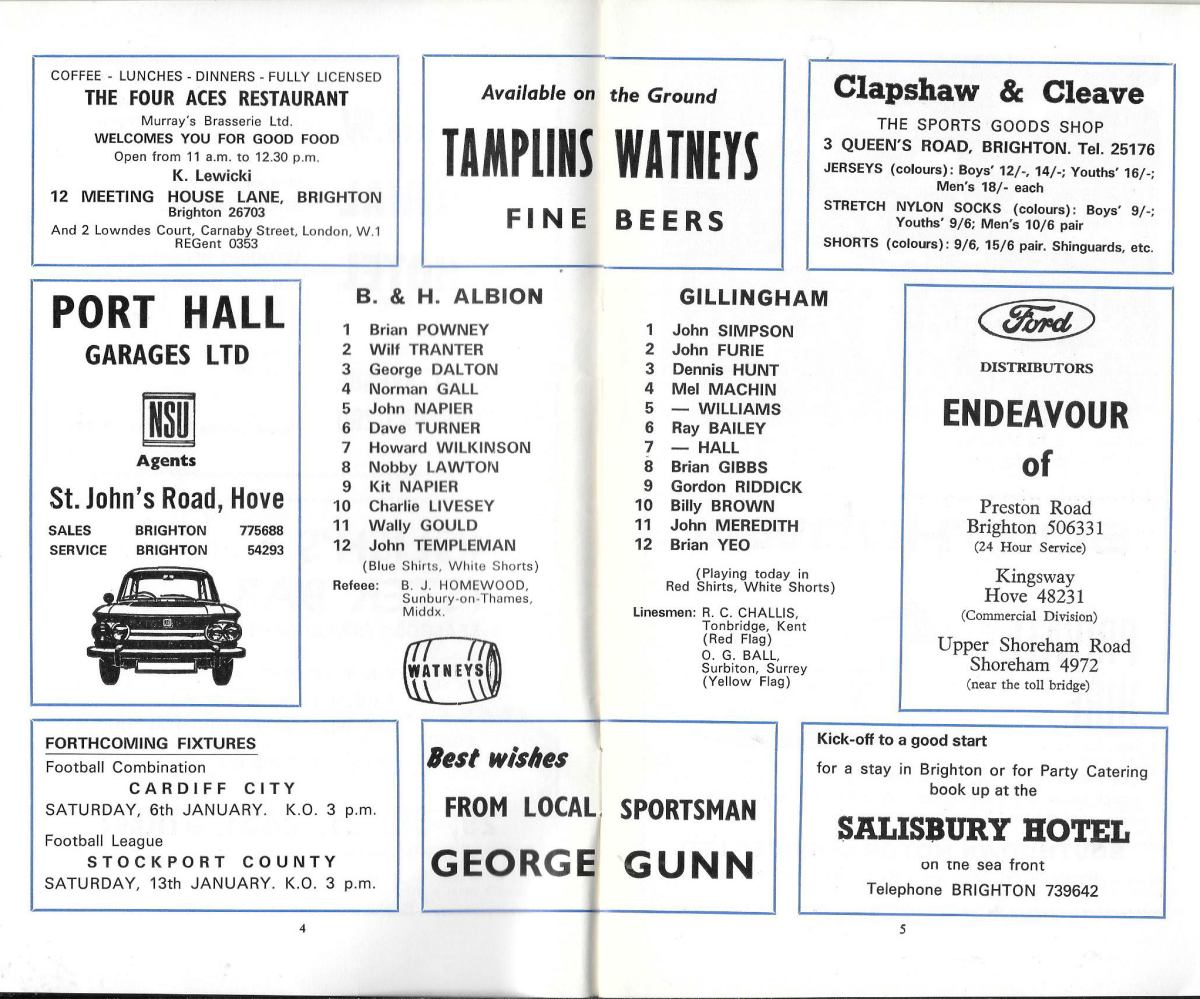 COFFEE - LUNCHES - DINNERS - FULLY LICENSED
THE FOUR ACES RESTAURANT
Murray's Brasserie Ltd.
WELCOMES YOU FOR GOOD FOOD
Open from 11 a.m. to 12.30 p.m.
K. Lewicki
12 MEETING HOUSE LANE, BRIGHTON
Brighton 26703
And 2 Lowndes Court, Carnaby Street, London, W.1
REGent 0353
Available on the Ground
TAMPLINS WATNEYS
FINE BEERS
Clapshaw & Cleave
THE SPORTS GOODS SHOP
3 QUEEN'S ROAD, BRIGHTON. Tel. 25176
JERSEYS (colours): Boys' 12/-, 14/-; Youths' 16/-;
Men's 18/- each
STRETCH NYLON SOCKS (colours): Boys' 9/-;
Youths' 9/6; Men's 10/6 pair
SHORTS (colours): 9/6, 15/6 pair. Shinguards, etc.
PORT HALL
GARAGES LTD
NSU
Agents
St. John's Road, Hove
SALES BRIGHTON 775688
SERVICE BRIGHTON 54293
B. & H. ALBION
1 Brian POWNEY
2 Wilf TRANTER
3 George DALTON
4 Norman GALL
5 John NAPIER
6 Dave TURNER
7 Howard WILKINSON
8 Nobby LAWTON
9 Kit NAPIER
10 Charlie LIVESEY
11 Wally GOULD
12 John TEMPLEMAN
(Blue Shirts, White Shorts)
Refeee: B. J. HOMEWOOD,
Sunbury-on-Thames,
Middx.
WATNEYS
GILLINGHAM
1 John SIMPSON
2 John FURIE
3 Dennis HUNT
4 Mel MACHIN
5 — WILLIAMS
6 Ray BAILEY
7 — HALL
8 Brian GIBBS
9 Gordon RIDDICK
10 Billy BROWN
11 John MEREDITH
12 Brian YEO
(Playing today in
Red Shirts, White Shorts)
Linesmen: R. C. CHALLIS,
Tonbridge, Kent
(Red Flag)
O. G. BALL,
Surbiton, Surrey
(Yellow Flag)
Ford
DISTRIBUTORS
ENDEAVOUR
of
Preston Road
Brighton 506331
(24 Hour Service)
Kingsway
Hove 48231
(Commercial Division)
Upper Shoreham Road
Shoreham 4972
(near the toll bridge)
FORTHCOMING FIXTURES
Football Combination
CARDIFF CITY
SATURDAY, 6th JANUARY. K.O. 3 p.m.
Football League
STOCKPORT COUNTY
SATURDAY, 13th JANUARY. K.O. 3 p.m.
Best wishes
FROM LOCAL SPORTSMAN
GEORGE GUNN
Kick-off to a good start
for a stay in Brighton or for Party Catering
book up at the
SALISBURY HOTEL
on the sea front
Telephone BRIGHTON 739642
4
5